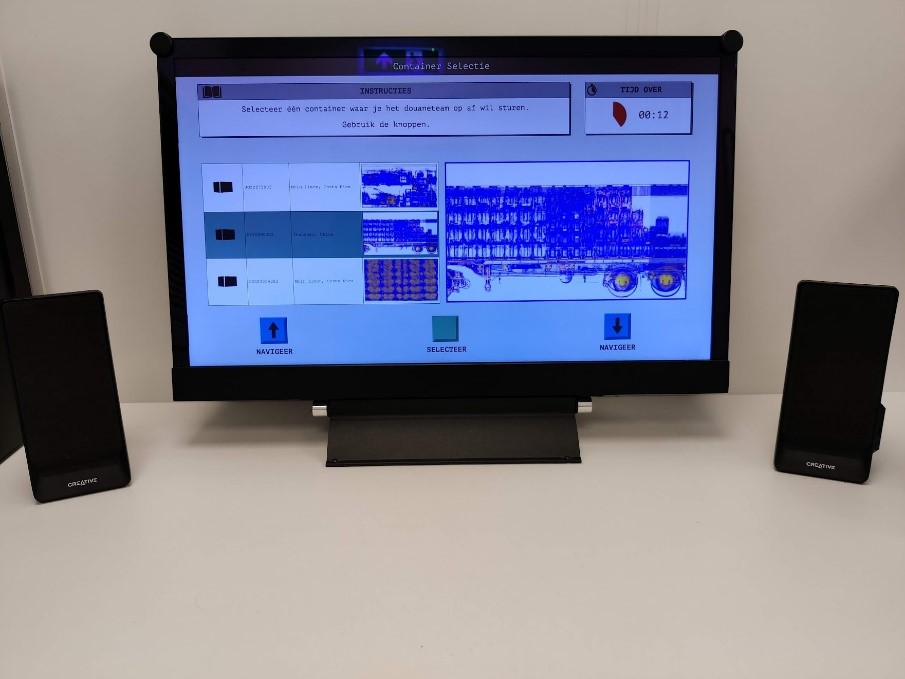 Container Selectie
INSTRUCTIES
Selecteer één container waar je het douaneteam op af wil sturen.
Gebruik de knoppen.
TIJD OVER
00:12
NAVIGEER
SELECTEER
NAVIGEER
CREATIVE
CREATIVE